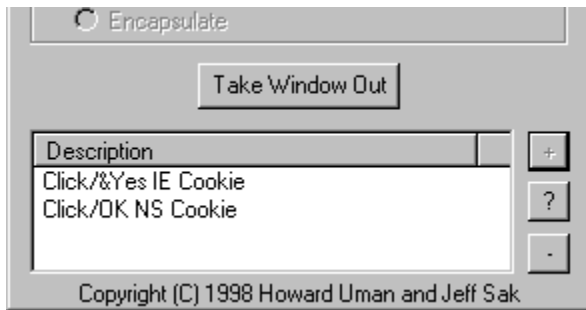 Encapsulate
Take Window Out
Description
+
Click/&Yes IE Cookie
Click/OK NS Cookie
?
-
Copyright (C) 1998 Howard Uman and Jeff Sak